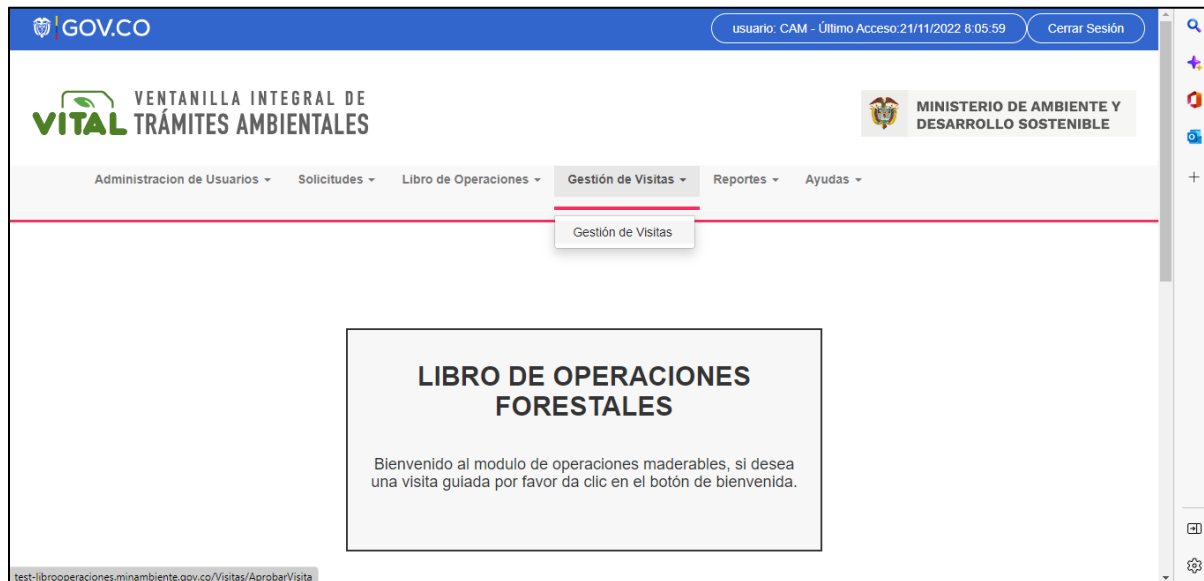 GOV.CO
usuario: CAM - Último Acceso:21/11/2022 8:05:59
Cerrar Sesión
VENTANILLA INTEGRAL DE
VITAL TRÁMITES AMBIENTALES
MINISTERIO DE AMBIENTE Y
DESARROLLO SOSTENIBLE
Administracion de Usuarios
Solicitudes
Libro de Operaciones
Gestión de Visitas
Reportes
Ayudas
Gestión de Visitas
LIBRO DE OPERACIONES
FORESTALES
Bienvenido al modulo de operaciones maderables, si desea
una visita guiada por favor da clic en el botón de bienvenida.
test-librooperaciones.minambiente.gov.co/Visitas/AprobarVisita